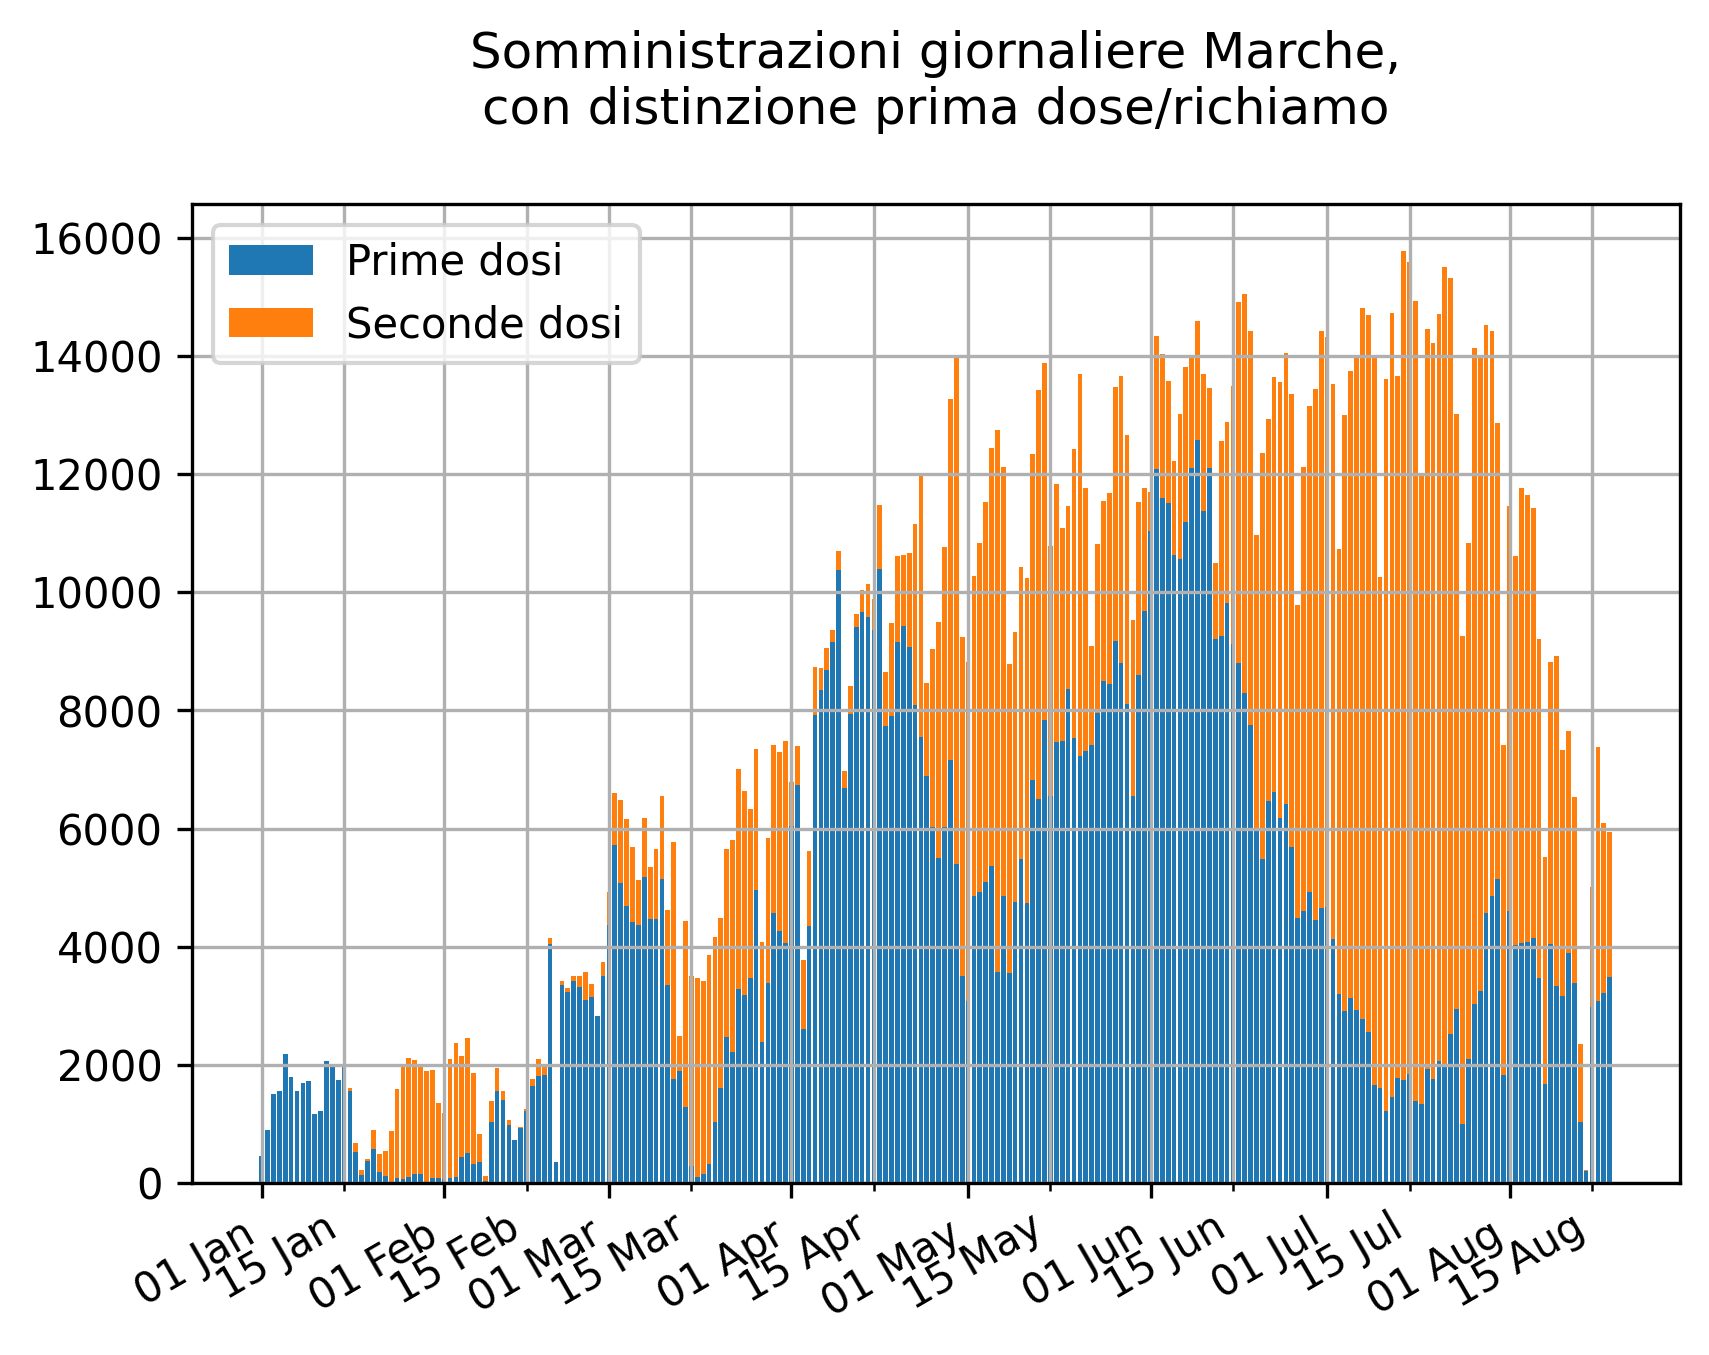 Somministrazioni giornaliere Marche,
con distinzione prima dose/richiamo
16000
14000
12000
10000
8000
6000
4000
2000
0
Prime dosi
Seconde dosi
01 Jan
15 Jan
01 Feb
15 Feb
01 Mar
15 Mar
01 Apr
15 Apr
01 May
15 May
01 Jun
15 Jun
01 Jul
15 Jul
01 Aug
15 Aug